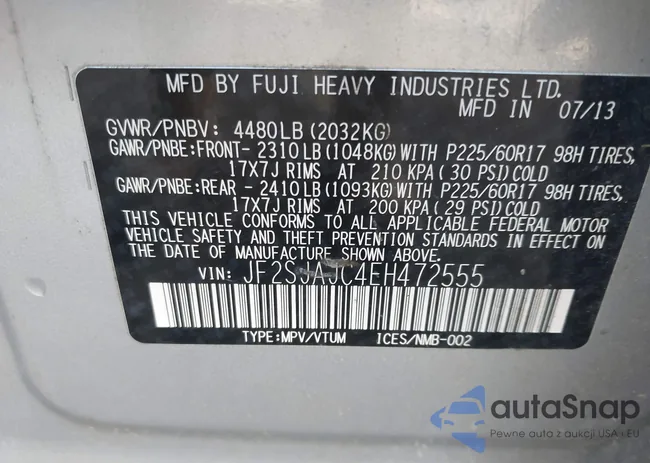 MFD BY FUJI HEAVY INDUSTRIES LTD.
MFD IN 07/13
GVWR/PNBV: 4480LB(2032KG)
GAWR/PNBE:FRONT- 2310LB(1048KG)WITH P225/60R17 98H TIRES,
17X7J RIMS AT 210 KPA(30 PSI)COLD
GAWR/PNBE:REAR - 2410LB(1093KG)WITH P225/60R17 98H TIRES,
17X7J RIMS AT 200 KPA(29 PSI)COLD
THIS VEHICLE CONFORMS TO ALL APPLICABLE FEDERAL MOTOR
VEHICLE SAFETY AND THEFT PREVENTION STANDARDS IN EFFECT ON
THE DATE OF MANUFACTURE SHOWN ABOVE.
VIN: JF2SJAJC4EH472555
TYPE:MPV/VTUM ICES/NMB-002
autaSnap
Pewne auta z aukcji USA i EU